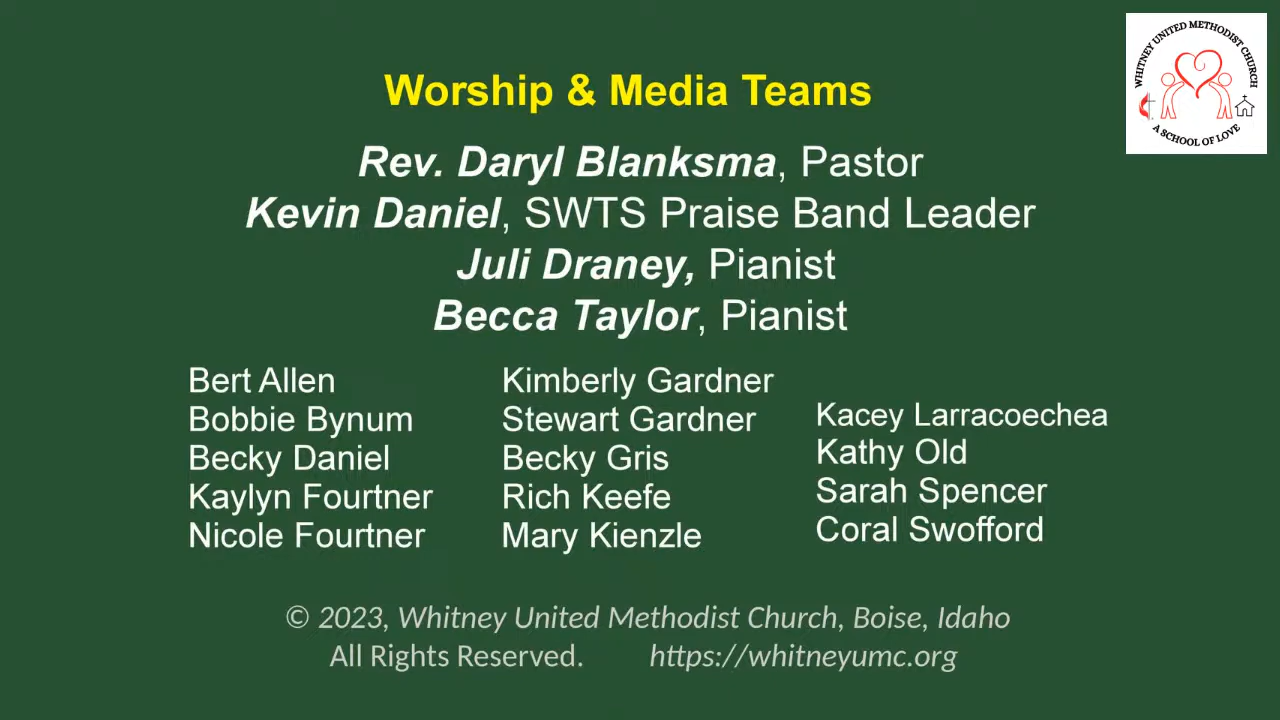 WHITNEY UNITED METHODIST CHURCH
A SCHOOL OF LOVE
Worship & Media Teams
Rev. Daryl Blanksma, Pastor
Kevin Daniel, SWTS Praise Band Leader
Juli Draney, Pianist
Becca Taylor, Pianist
Bert Allen
Bobbie Bynum
Becky Daniel
Kaylyn Fourtner
Nicole Fourtner
Kimberly Gardner
Stewart Gardner
Becky Gris
Rich Keefe
Mary Kienzle
Kacey Larracoechea
Kathy Old
Sarah Spencer
Coral Swofford
© 2023, Whitney United Methodist Church, Boise, Idaho
All Rights Reserved. https://whitneyumc.org